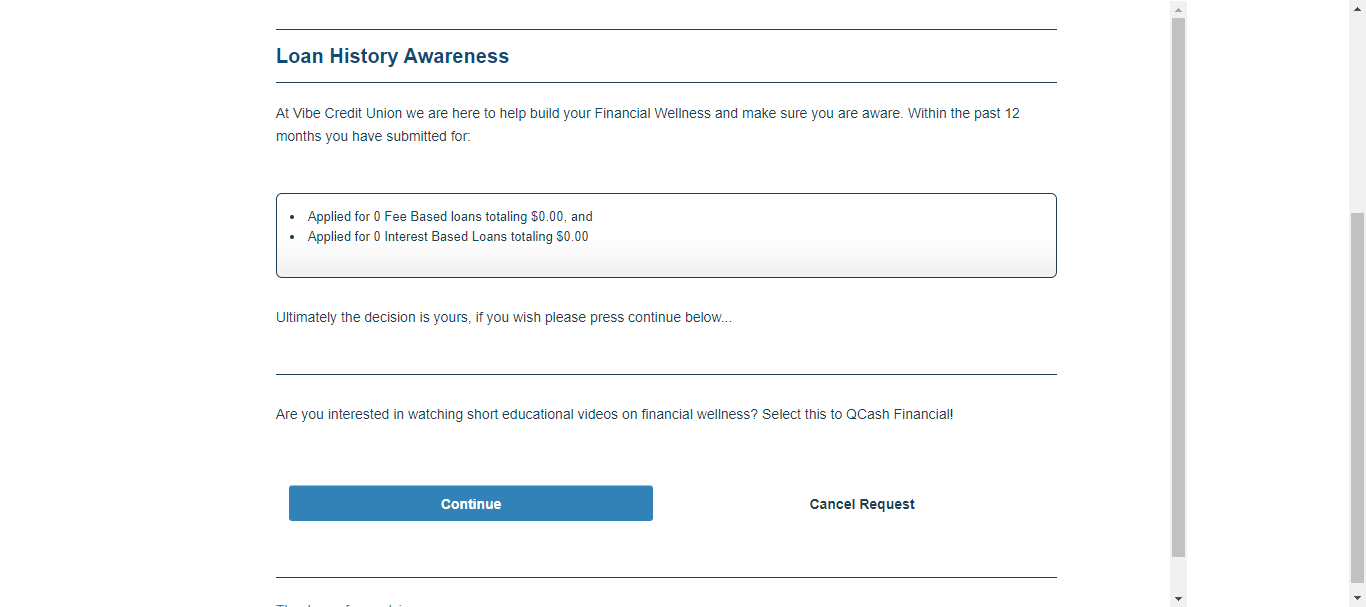 Loan History Awareness
At Vibe Credit Union we are here to help build your Financial Wellness and make sure you are aware. Within the past 12
months you have submitted for:
Applied for 0 Fee Based loans totaling $0.00, and
Applied for 0 Interest Based Loans totaling $0.00
Ultimately the decision is yours, if you wish please press continue below...
Are you interested in watching short educational videos on financial wellness? Select this to QCash Financial!
Continue
Cancel Request